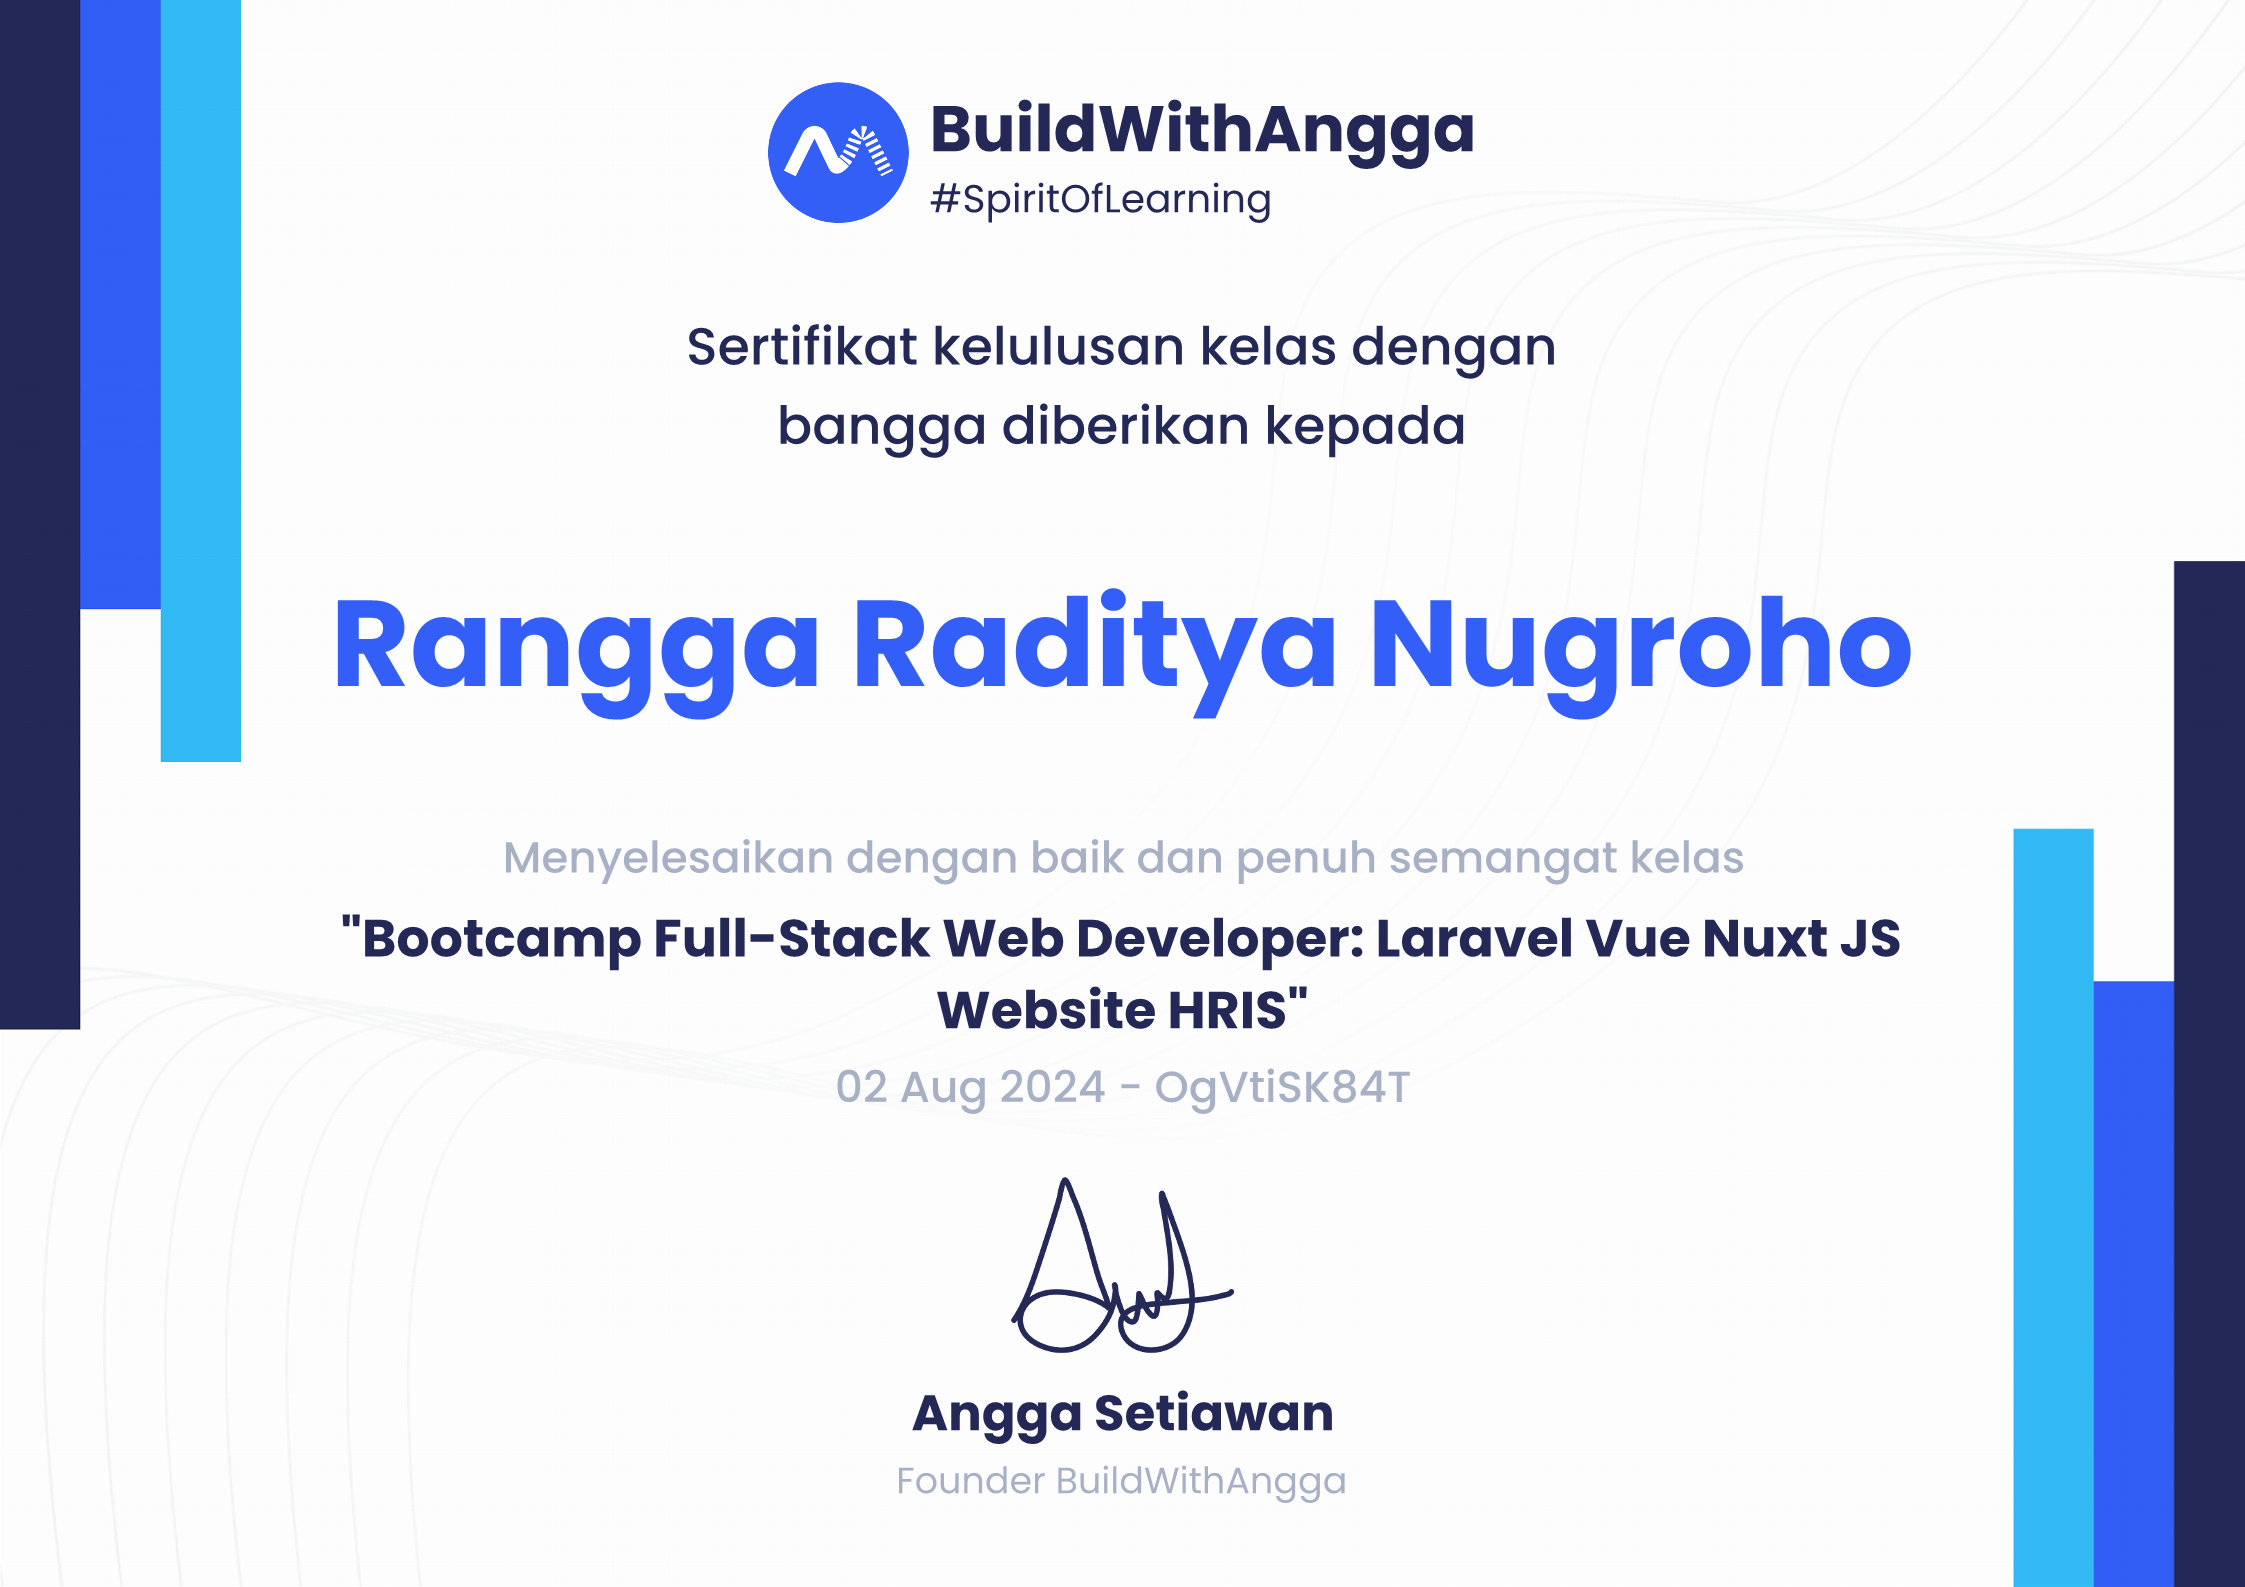 BuildWithAngga
#SpiritOfLearning
Sertifikat kelulusan kelas dengan
bangga diberikan kepada
Rangga Raditya Nugroho
Menyelesaikan dengan baik dan penuh semangat kelas
"Bootcamp Full-Stack Web Developer: Laravel Vue Nuxt JS
Website HRIS"
02 Aug 2024 - OgVtiSK84T
Angga Setiawan
Founder BuildWithAngga